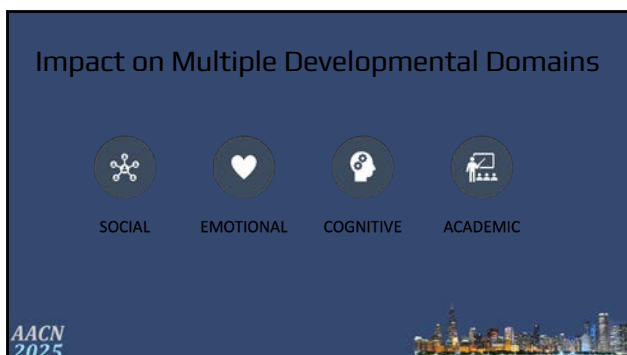 Impact on Multiple Developmental Domains
SOCIAL EMOTIONAL COGNITIVE ACADEMIC
AACN
2025